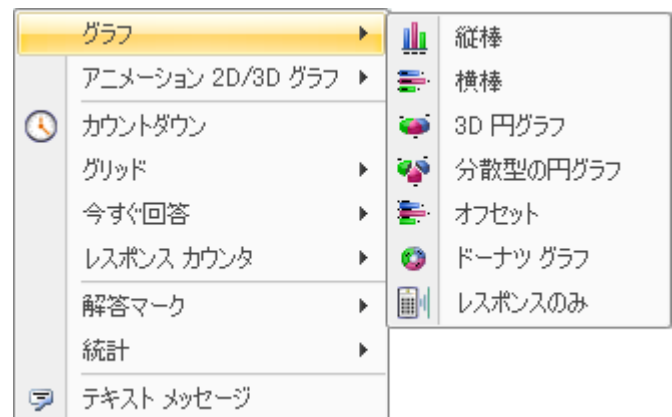 グラフ
アニメーション 2D/3D グラフ
カウントダウン
グリッド
今すぐ回答
レスポンス カウンタ
解答マーク
統計
テキスト メッセージ
縦棒
横棒
3D 円グラフ
分散型の円グラフ
オフセット
ドーナツ グラフ
レスポンスのみ